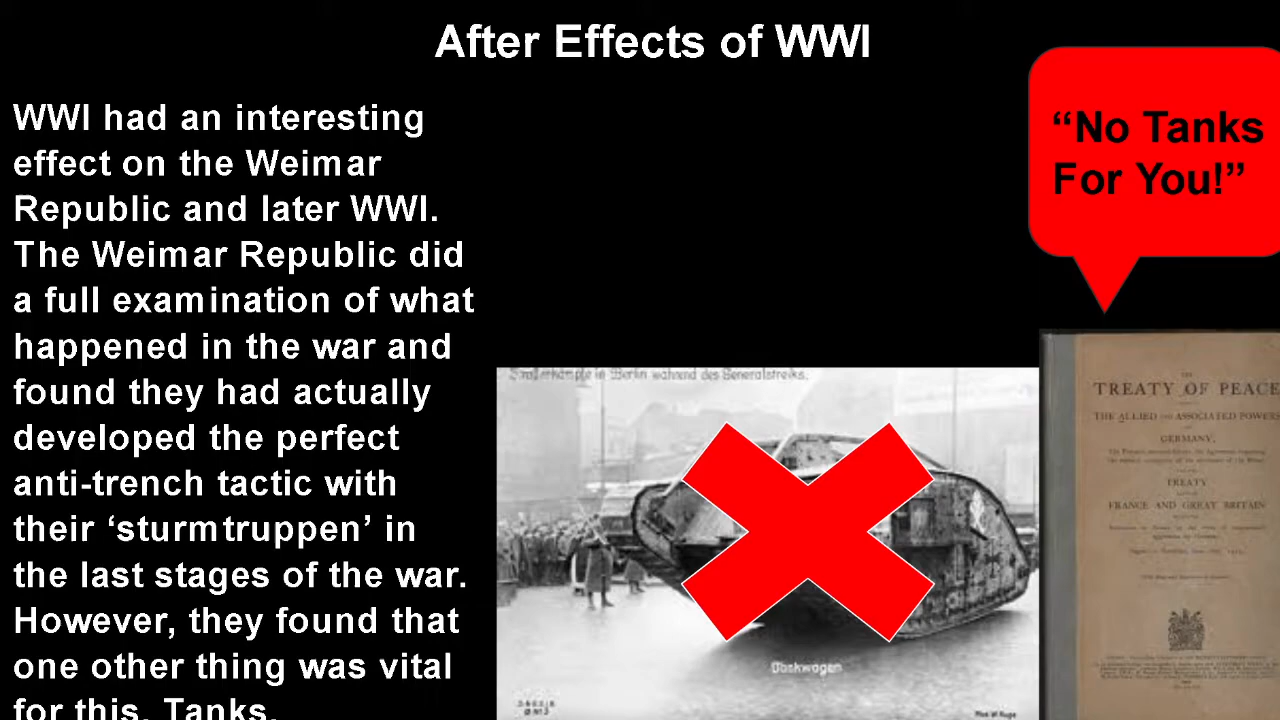 After Effects of WWI
WWI had an interesting
effect on the Weimar
Republic and later WWI.
The Weimar Republic did
a full examination of what
happened in the war and
found they had actually
developed the perfect
anti-trench tactic with
their ‘sturmtruppen’ in
the last stages of the war.
However, they found that
one other thing was vital
for this. Tanks.
“No Tanks
For You!”
Straßenkämpfe in Berlin während des Generalstreiks.
TREATY OF PEACE
THE ALLIED AND ASSOCIATED POWERS
GERMANY,
TREATY
FRANCE AND GREAT BRITAIN